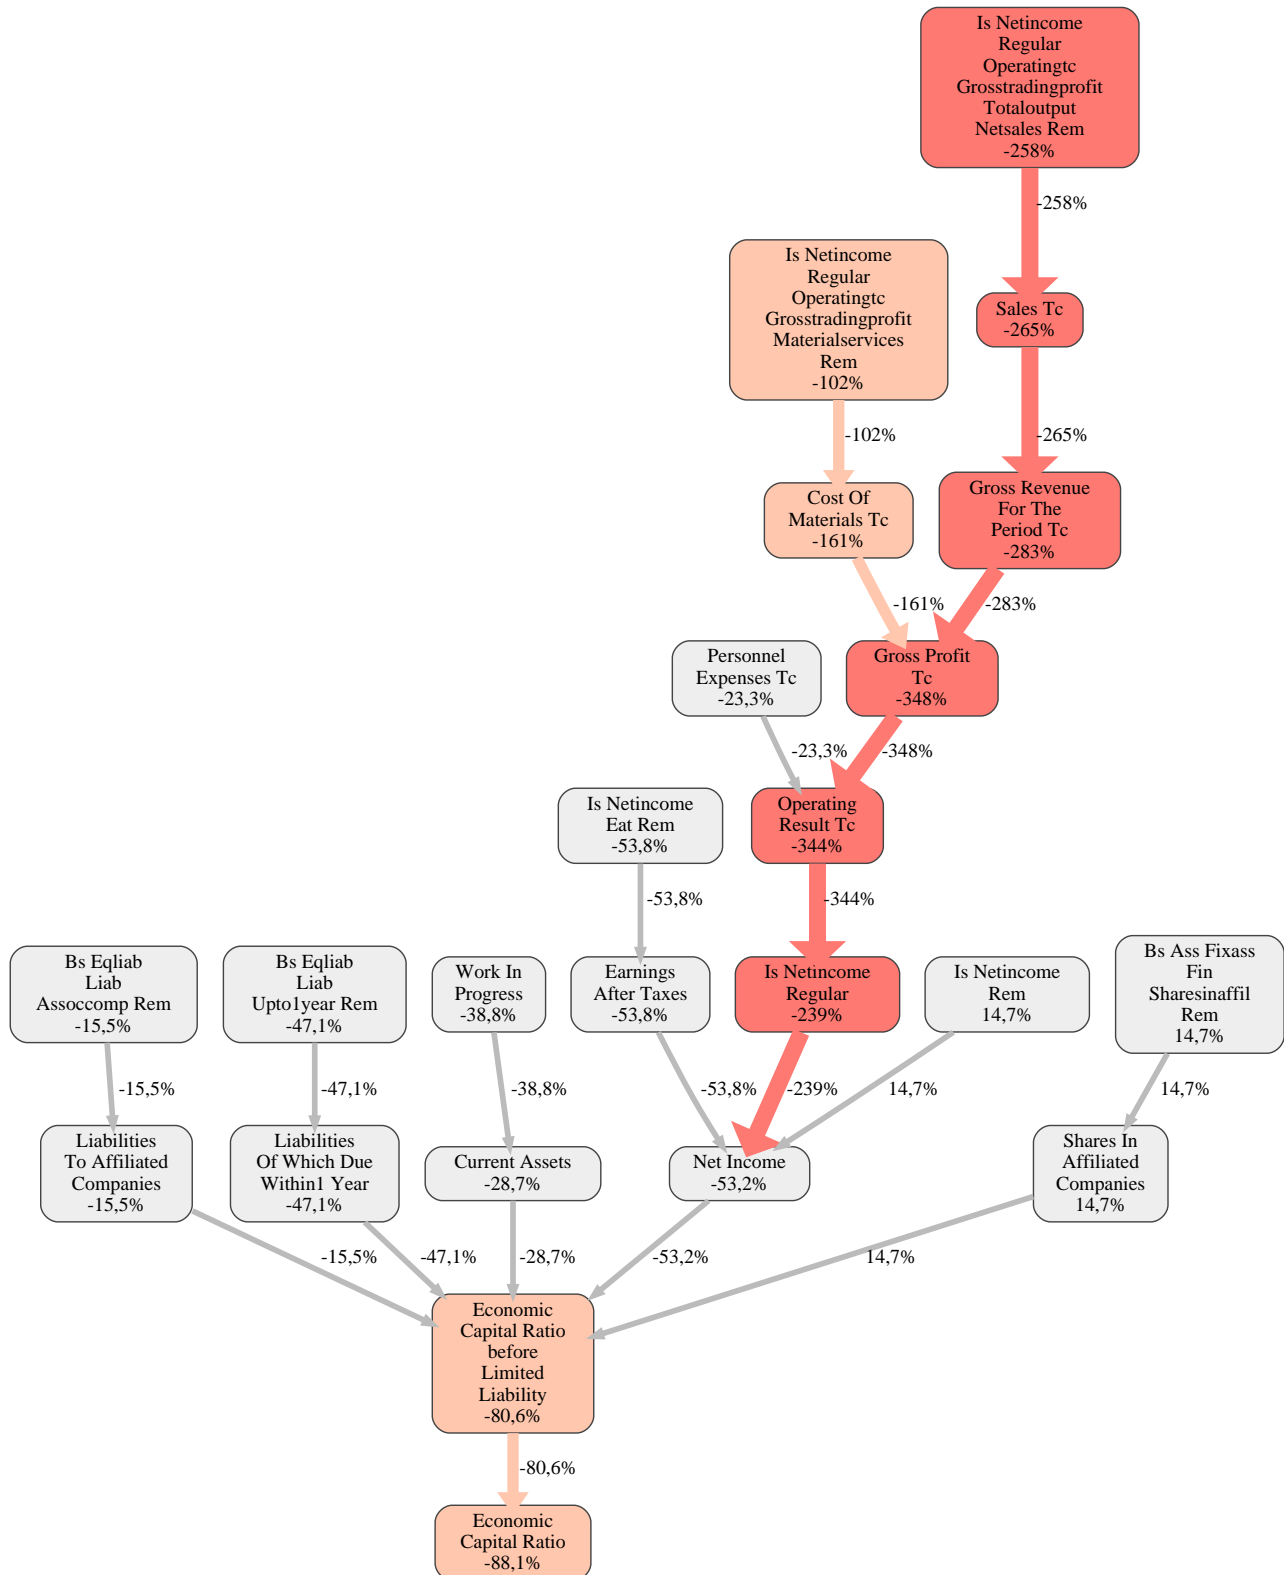 Is Netincome
Regular
Operatingtc
Grosstradingprofit
Totaloutput
Netsales Rem
-258%
-258%
Is Netincome
Regular
Operatingtc
Grosstradingprofit
Materialservices
Rem
-102%
Sales Tc
-265%
-102%
-265%
Cost Of
Materials Tc
-161%
Gross Revenue
For The
Period Tc
-283%
-161%
-283%
Personnel
Expenses Tc
-23,3%
Gross Profit
Tc
-348%
-23,3%
-348%
Is Netincome
Eat Rem
-53,8%
Operating
Result Tc
-344%
-53,8%
-344%
Bs Eqliab
Liab
Assoccomp Rem
-15,5%
Bs Eqliab
Liab
Upto1year Rem
-47,1%
Work In
Progress
-38,8%
Earnings
After Taxes
-53,8%
Is Netincome
Regular
-239%
Is Netincome
Rem
14,7%
Bs Ass Fixass
Fin
Sharesinaffil
Rem
14,7%
-15,5%
-47,1%
-38,8%
-53,8%
-239%
14,7%
14,7%
Liabilities
To Affiliated
Companies
-15,5%
Liabilities
Of Which Due
Within1 Year
-47,1%
Current Assets
-28,7%
Net Income
-53,2%
Shares In
Affiliated
Companies
14,7%
-15,5%
-47,1%
-28,7%
-53,2%
14,7%
Economic
Capital Ratio
before
Limited
Liability
-80,6%
-80,6%
Economic
Capital Ratio
-88,1%